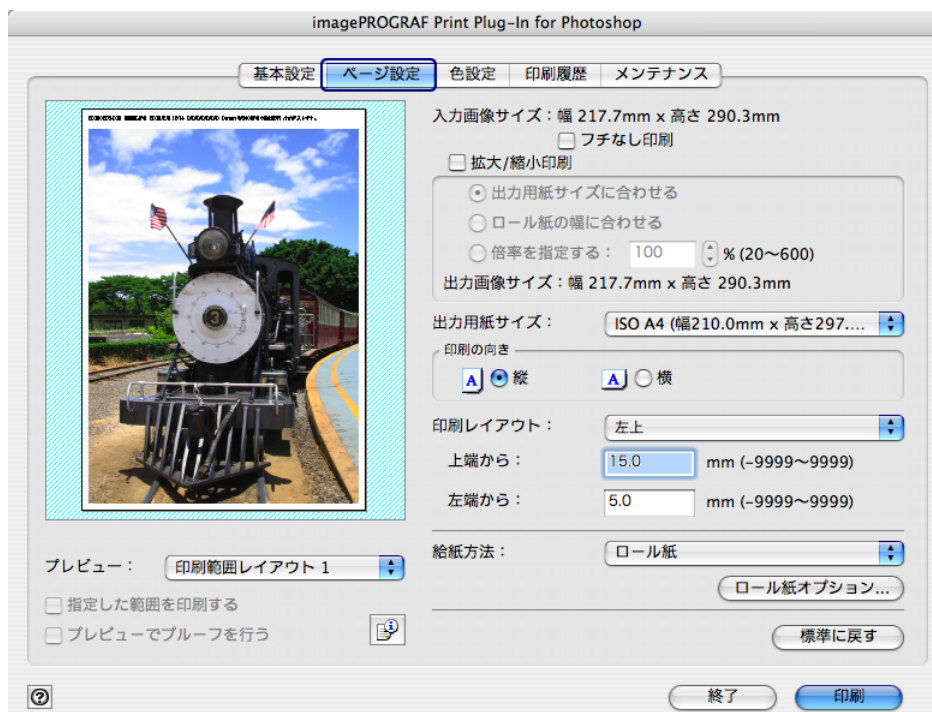 imagePROGRAF Print Plug-In for Photoshop
基本設定 ページ設定 色設定 印刷履歴 メンテナンス
入力画像サイズ：幅 217.7mm x 高さ 290.3mm
フチなし印刷
拡大/縮小印刷
出力用紙サイズに合わせる
ロール紙の幅に合わせる
倍率を指定する： 100 % (20～600)
出力画像サイズ：幅 217.7mm x 高さ 290.3mm
出力用紙サイズ： ISO A4 (幅210.0mm x 高さ297....
印刷の向き
A 縦 A 横
印刷レイアウト： 左上
上端から： 15.0 mm (-9999～9999)
左端から： 5.0 mm (-9999～9999)
給紙方法： ロール紙
ロール紙オプション...
標準に戻す
3
プレビュー： 印刷範囲レイアウト 1
指定した範囲を印刷する
プレビューでプルーフを行う
? 終了 印刷